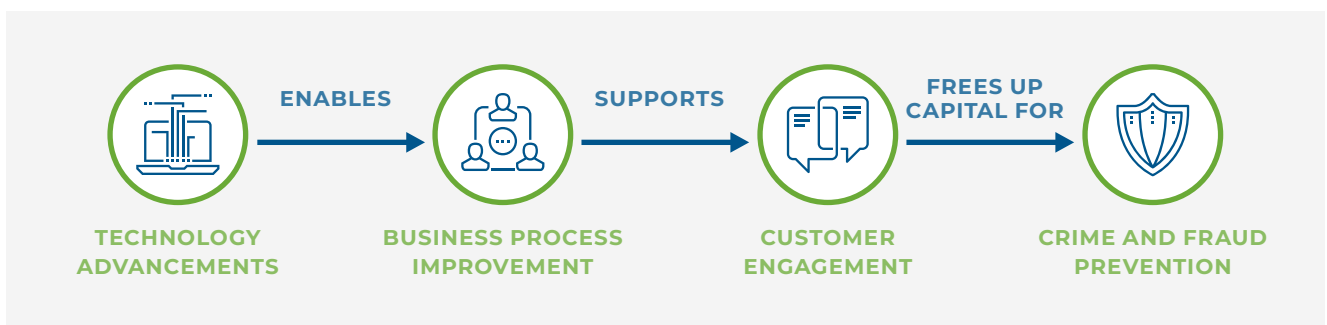 ENABLES
SUPPORTS
FREES UP
CAPITAL FOR
TECHNOLOGY
ADVANCEMENTS
BUSINESS PROCESS
IMPROVEMENT
CUSTOMER
ENGAGEMENT
CRIME AND FRAUD
PREVENTION